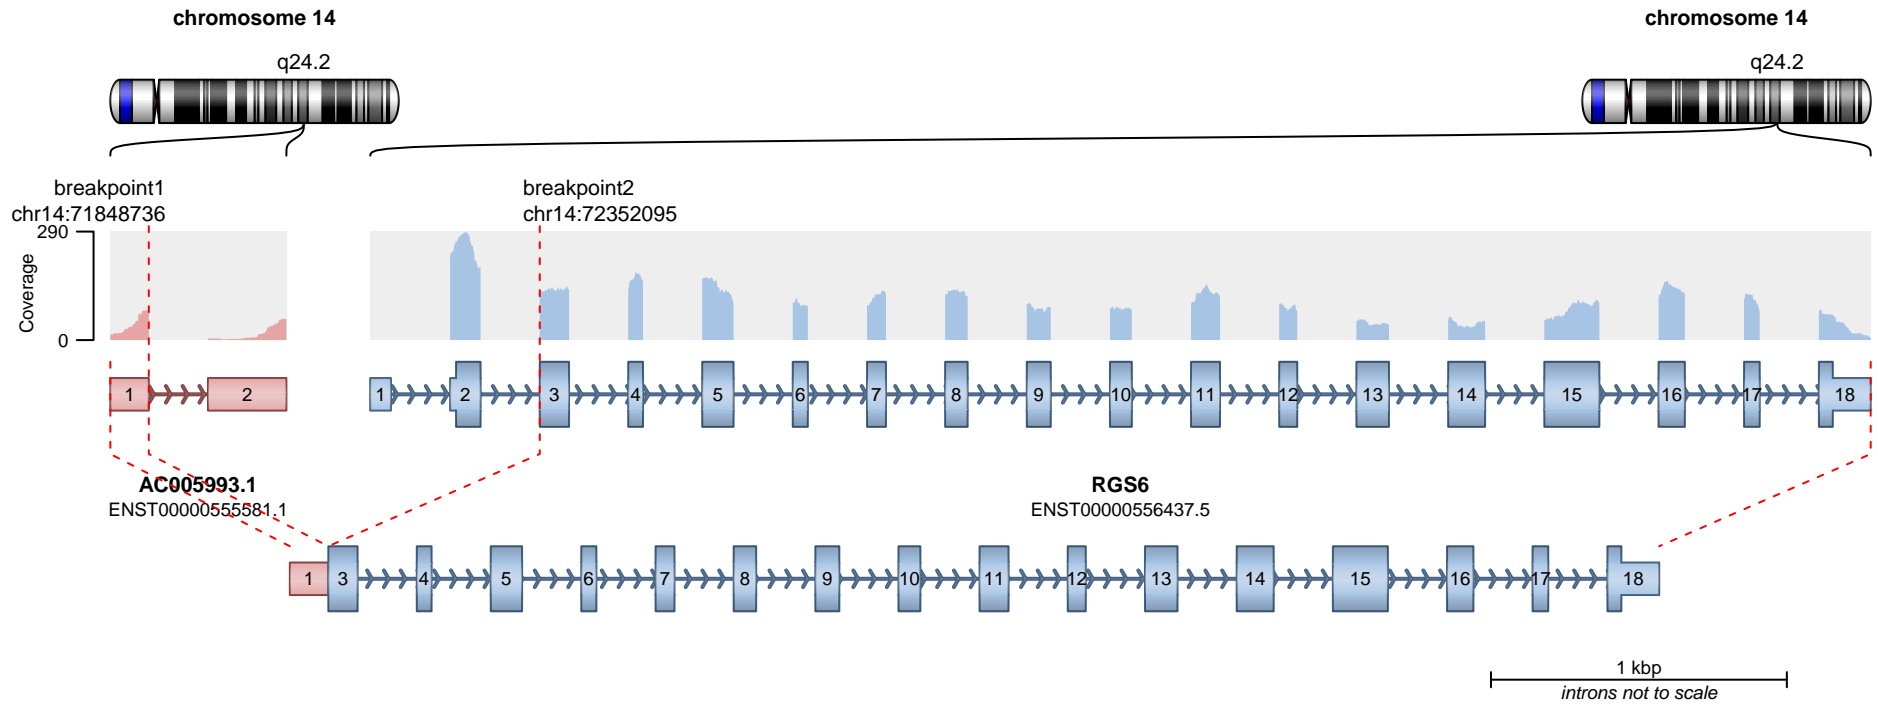 chromosome 14
chromosome 14
q24.2
q24.2
breakpoint1
chr14:71848736
breakpoint2
chr14:72352095
290
Coverage
0
1 2
1 2 3 4 5 6 7 8 9 10 11 12 13 14 15 16 17 18
AC005993.1
ENST00000555581.1
RGS6
ENST00000556437.5
1 3 4 5 6 7 8 9 10 11 12 13 14 15 16 17 18
1 kbp
introns not to scale